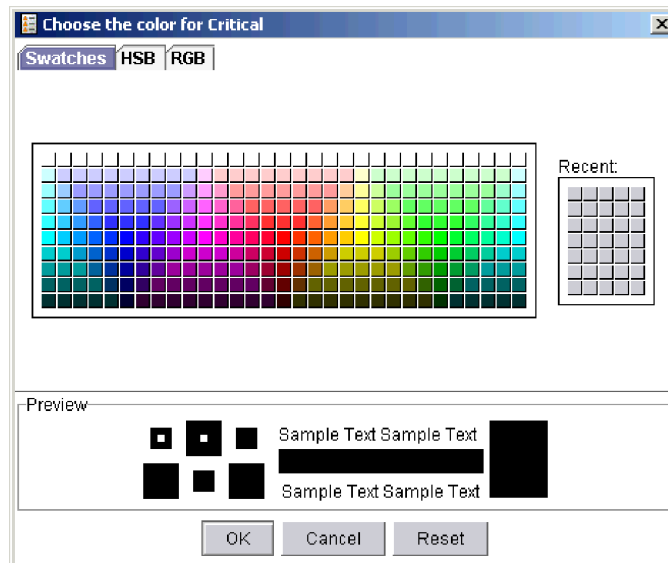 Choose the color for Critical
Swatches HSB RGB
Recent:
Preview
Sample Text Sample Text
Sample Text Sample Text
OK Cancel Reset